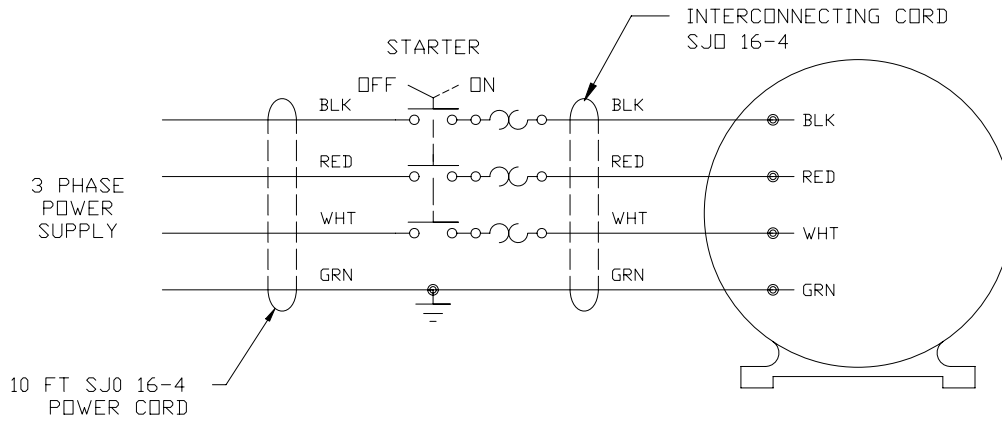 INTERCONNECTING CORD
SJO 16-4
STARTER
OFF ON
BLK BLK BLK
RED RED RED
3 PHASE
POWER
SUPPLY
WHT WHT WHT
GRN GRN GRN
10 FT SJO 16-4
POWER CORD